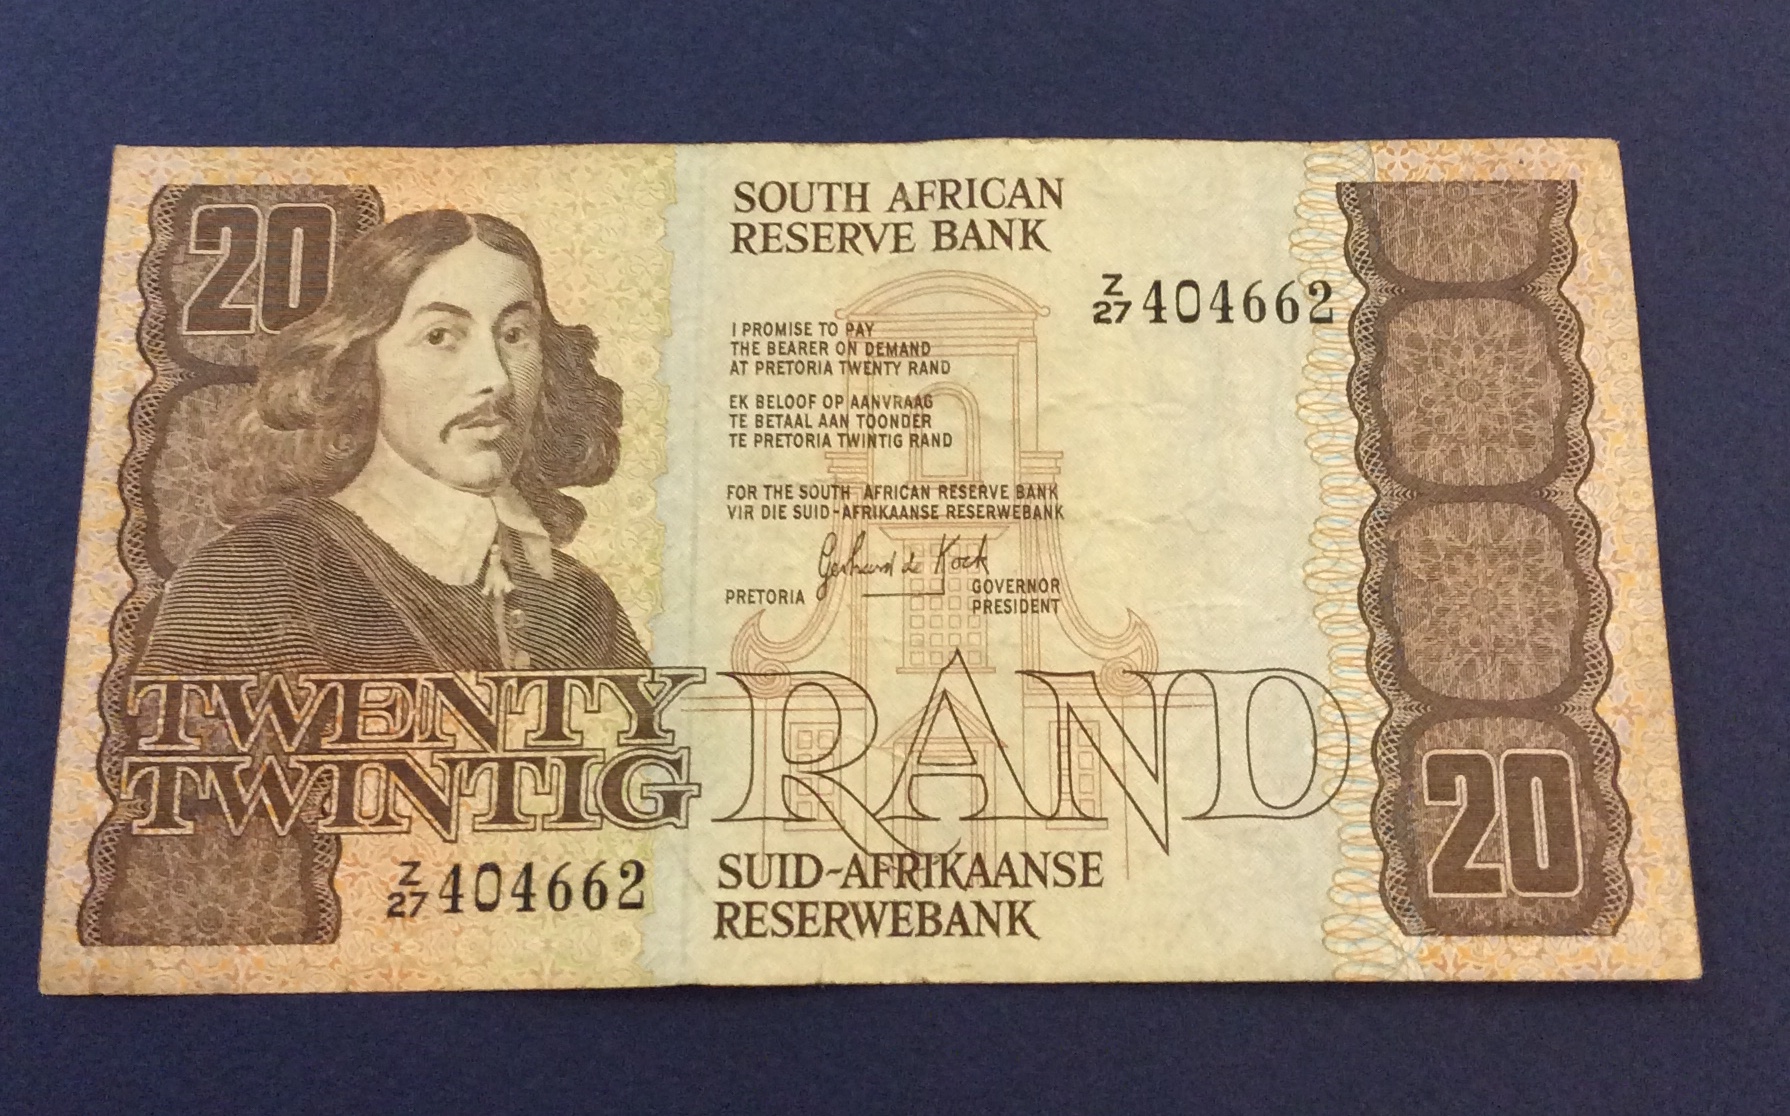 20
SOUTH AFRICAN
RESERVE BANK
Z/27 404662
I PROMISE TO PAY
THE BEARER ON DEMAND
AT PRETORIA TWENTY RAND
EK BELOOF OP AANVRAAG
TE BETAAL AAN TOONDER
TE PRETORIA TWINTIG RAND
FOR THE SOUTH AFRICAN RESERVE BANK
VIR DIE SUID-AFRIKAANSE RESERWEBANK
Gerhard de Kock
PRETORIA
GOVERNOR
PRESIDENT
TWENTY
TWINTIG
RAND
Z/27 404662
SUID-AFRIKAANSE
RESERWEBANK
20